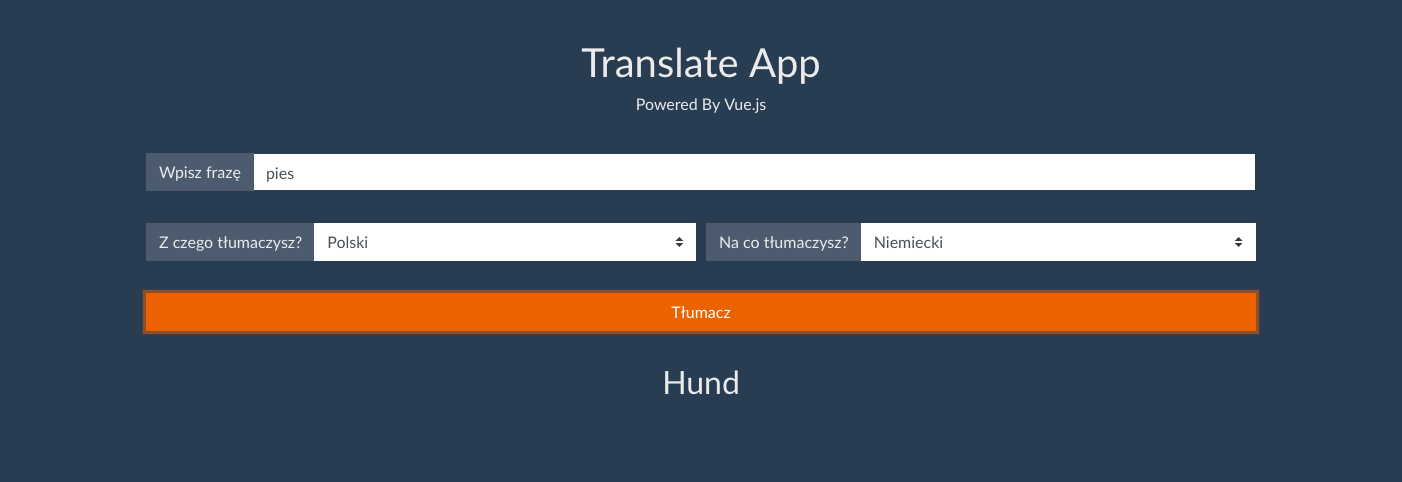 Translate App
Powered By Vue.js
Wpisz frazę pies
Z czego tłumaczysz? Polski Na co tłumaczysz? Niemiecki
Tłumacz
Hund